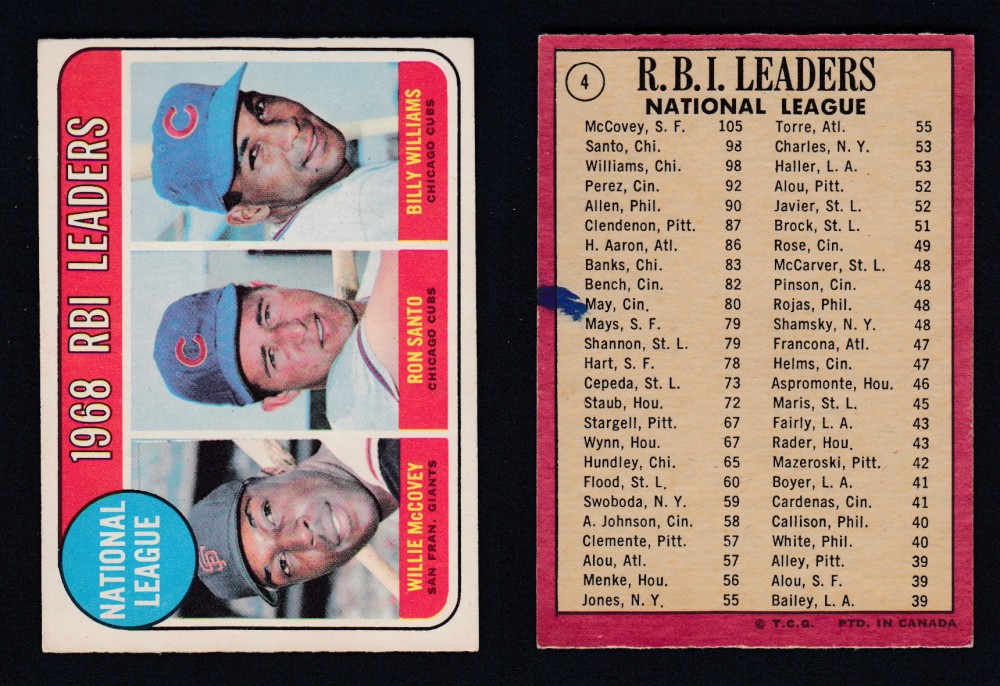 1968 RBI LEADERS
NATIONAL
LEAGUE
C
BILLY WILLIAMS
CHICAGO CUBS
C
RON SANTO
CHICAGO CUBS
SF
WILLIE McCOVEY
SAN FRAN. GIANTS
4
R.B.I. LEADERS
NATIONAL LEAGUE
McCovey, S. F. 105 Torre, Atl. 55
Santo, Chi. 98 Charles, N. Y. 53
Williams, Chi. 98 Haller, L. A. 53
Perez, Cin. 92 Alou, Pitt. 52
Allen, Phil. 90 Javier, St. L. 52
Clendenon, Pitt. 87 Brock, St. L. 51
H. Aaron, Atl. 86 Rose, Cin. 49
Banks, Chi. 83 McCarver, St. L. 48
Bench, Cin. 82 Pinson, Cin. 48
May, Cin. 80 Rojas, Phil. 48
Mays, S. F. 79 Shamsky, N. Y. 48
Shannon, St. L. 79 Francona, Atl. 47
Hart, S. F. 78 Helms, Cin. 47
Cepeda, St. L. 73 Aspromonte, Hou. 46
Staub, Hou. 72 Maris, St. L. 45
Stargell, Pitt. 67 Fairly, L. A. 43
Wynn, Hou. 67 Rader, Hou. 43
Hundley, Chi. 65 Mazeroski, Pitt. 42
Flood, St. L. 60 Boyer, L. A. 41
Swoboda, N. Y. 59 Cardenas, Cin. 41
A. Johnson, Cin. 58 Callison, Phil. 40
Clemente, Pitt. 57 White, Phil. 40
Alou, Atl. 57 Alley, Pitt. 39
Menke, Hou. 56 Alou, S. F. 39
Jones, N. Y. 55 Bailey, L. A. 39
© T.C.G. PTD. IN CANADA